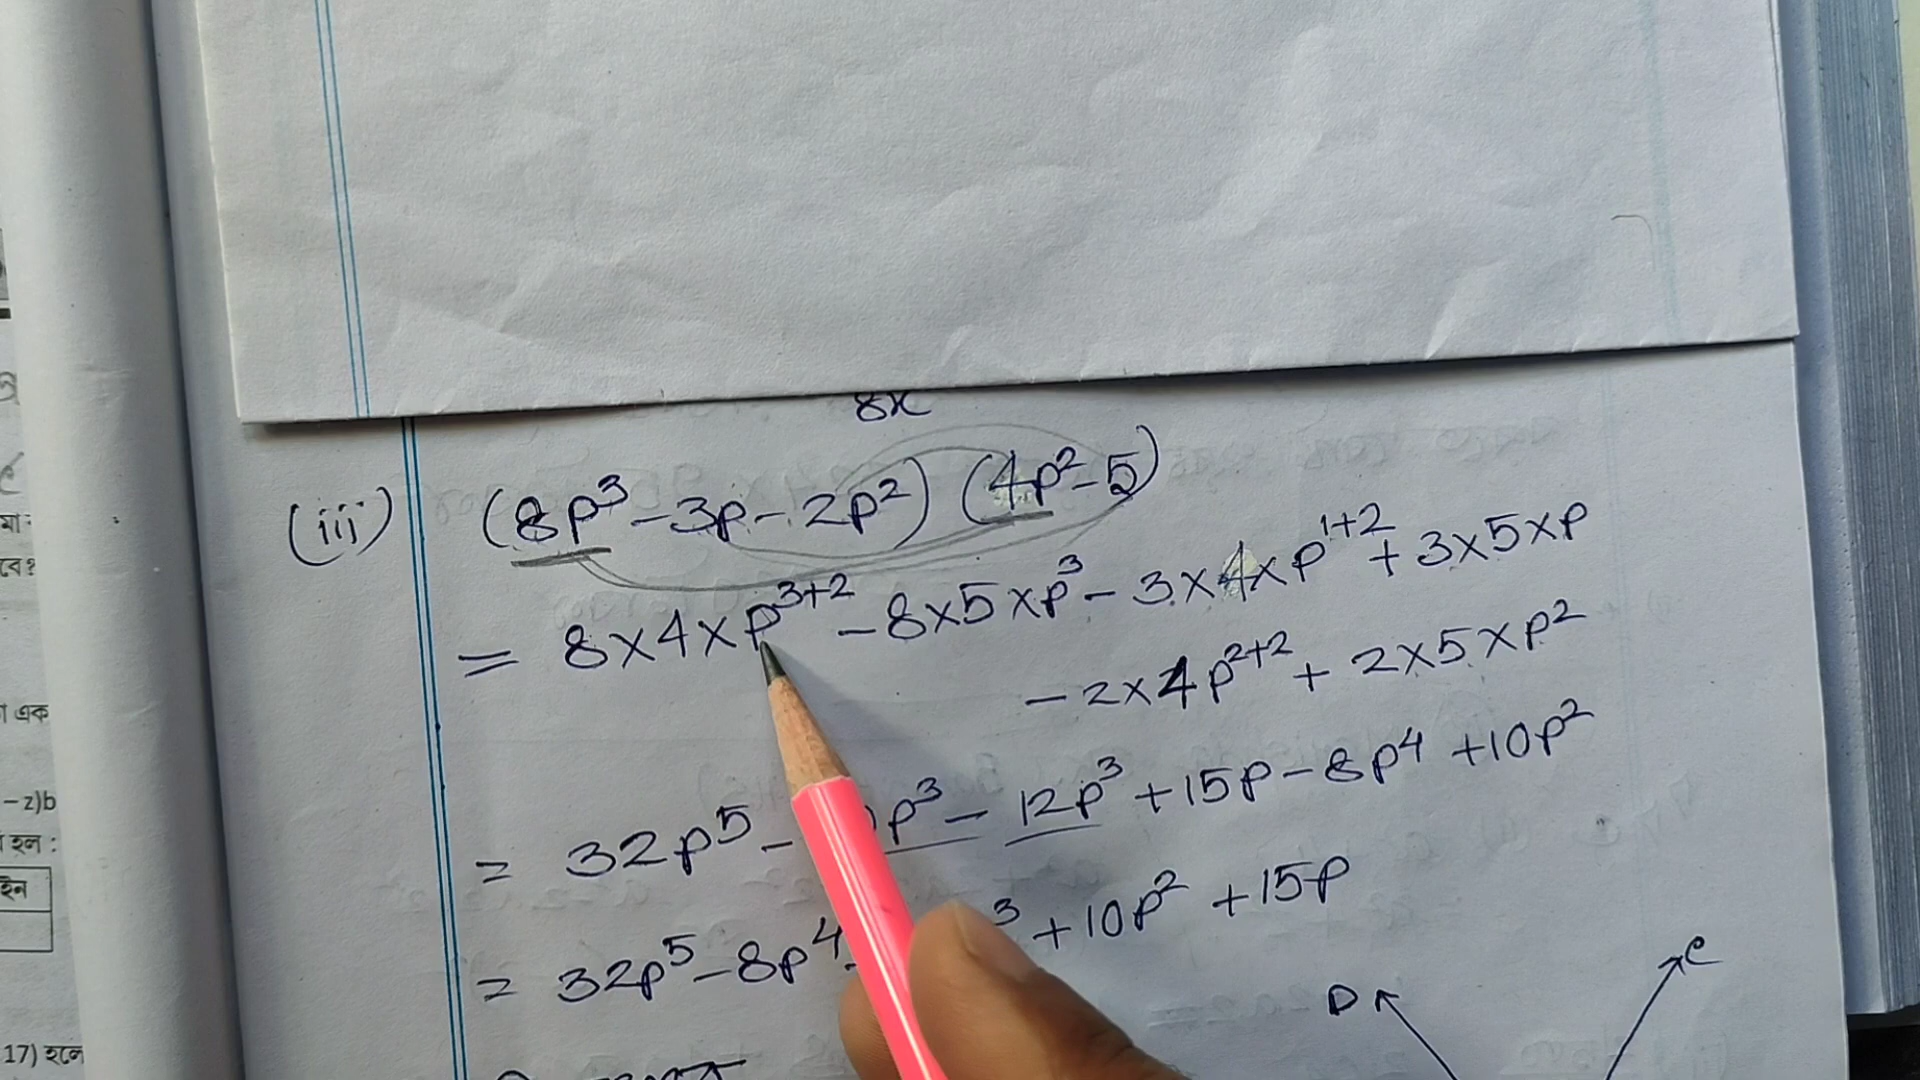 8x
(iii) (8p³ - 3p - 2p²) (4p² - 5)
= 8×4×p³⁺² - 8×5×p³ - 3×4×p¹⁺² + 3×5×p
- 2×4p²⁺² + 2×5×p²
= 32p⁵ - p³ - 12p³ + 15p - 8p⁴ + 10p²
= 32p⁵ - 8p⁴ ³ + 10p² + 15p
D C
একা
- z)b
হল :
17) হলে